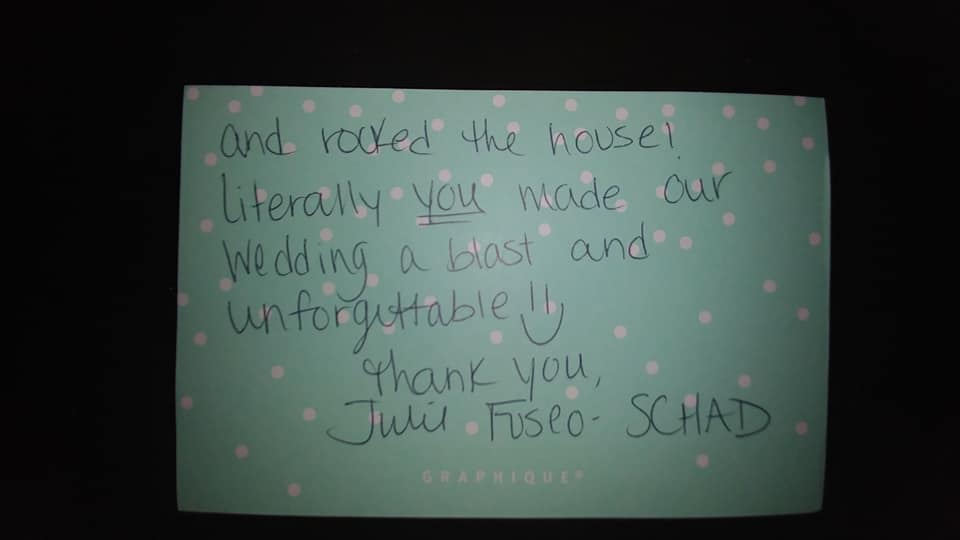 and rocked the house!
literally you made our
Wedding a blast and
unforgettable!!
Thank you,
Julie Fuseo-SCHAD
GRAPHIQUE®